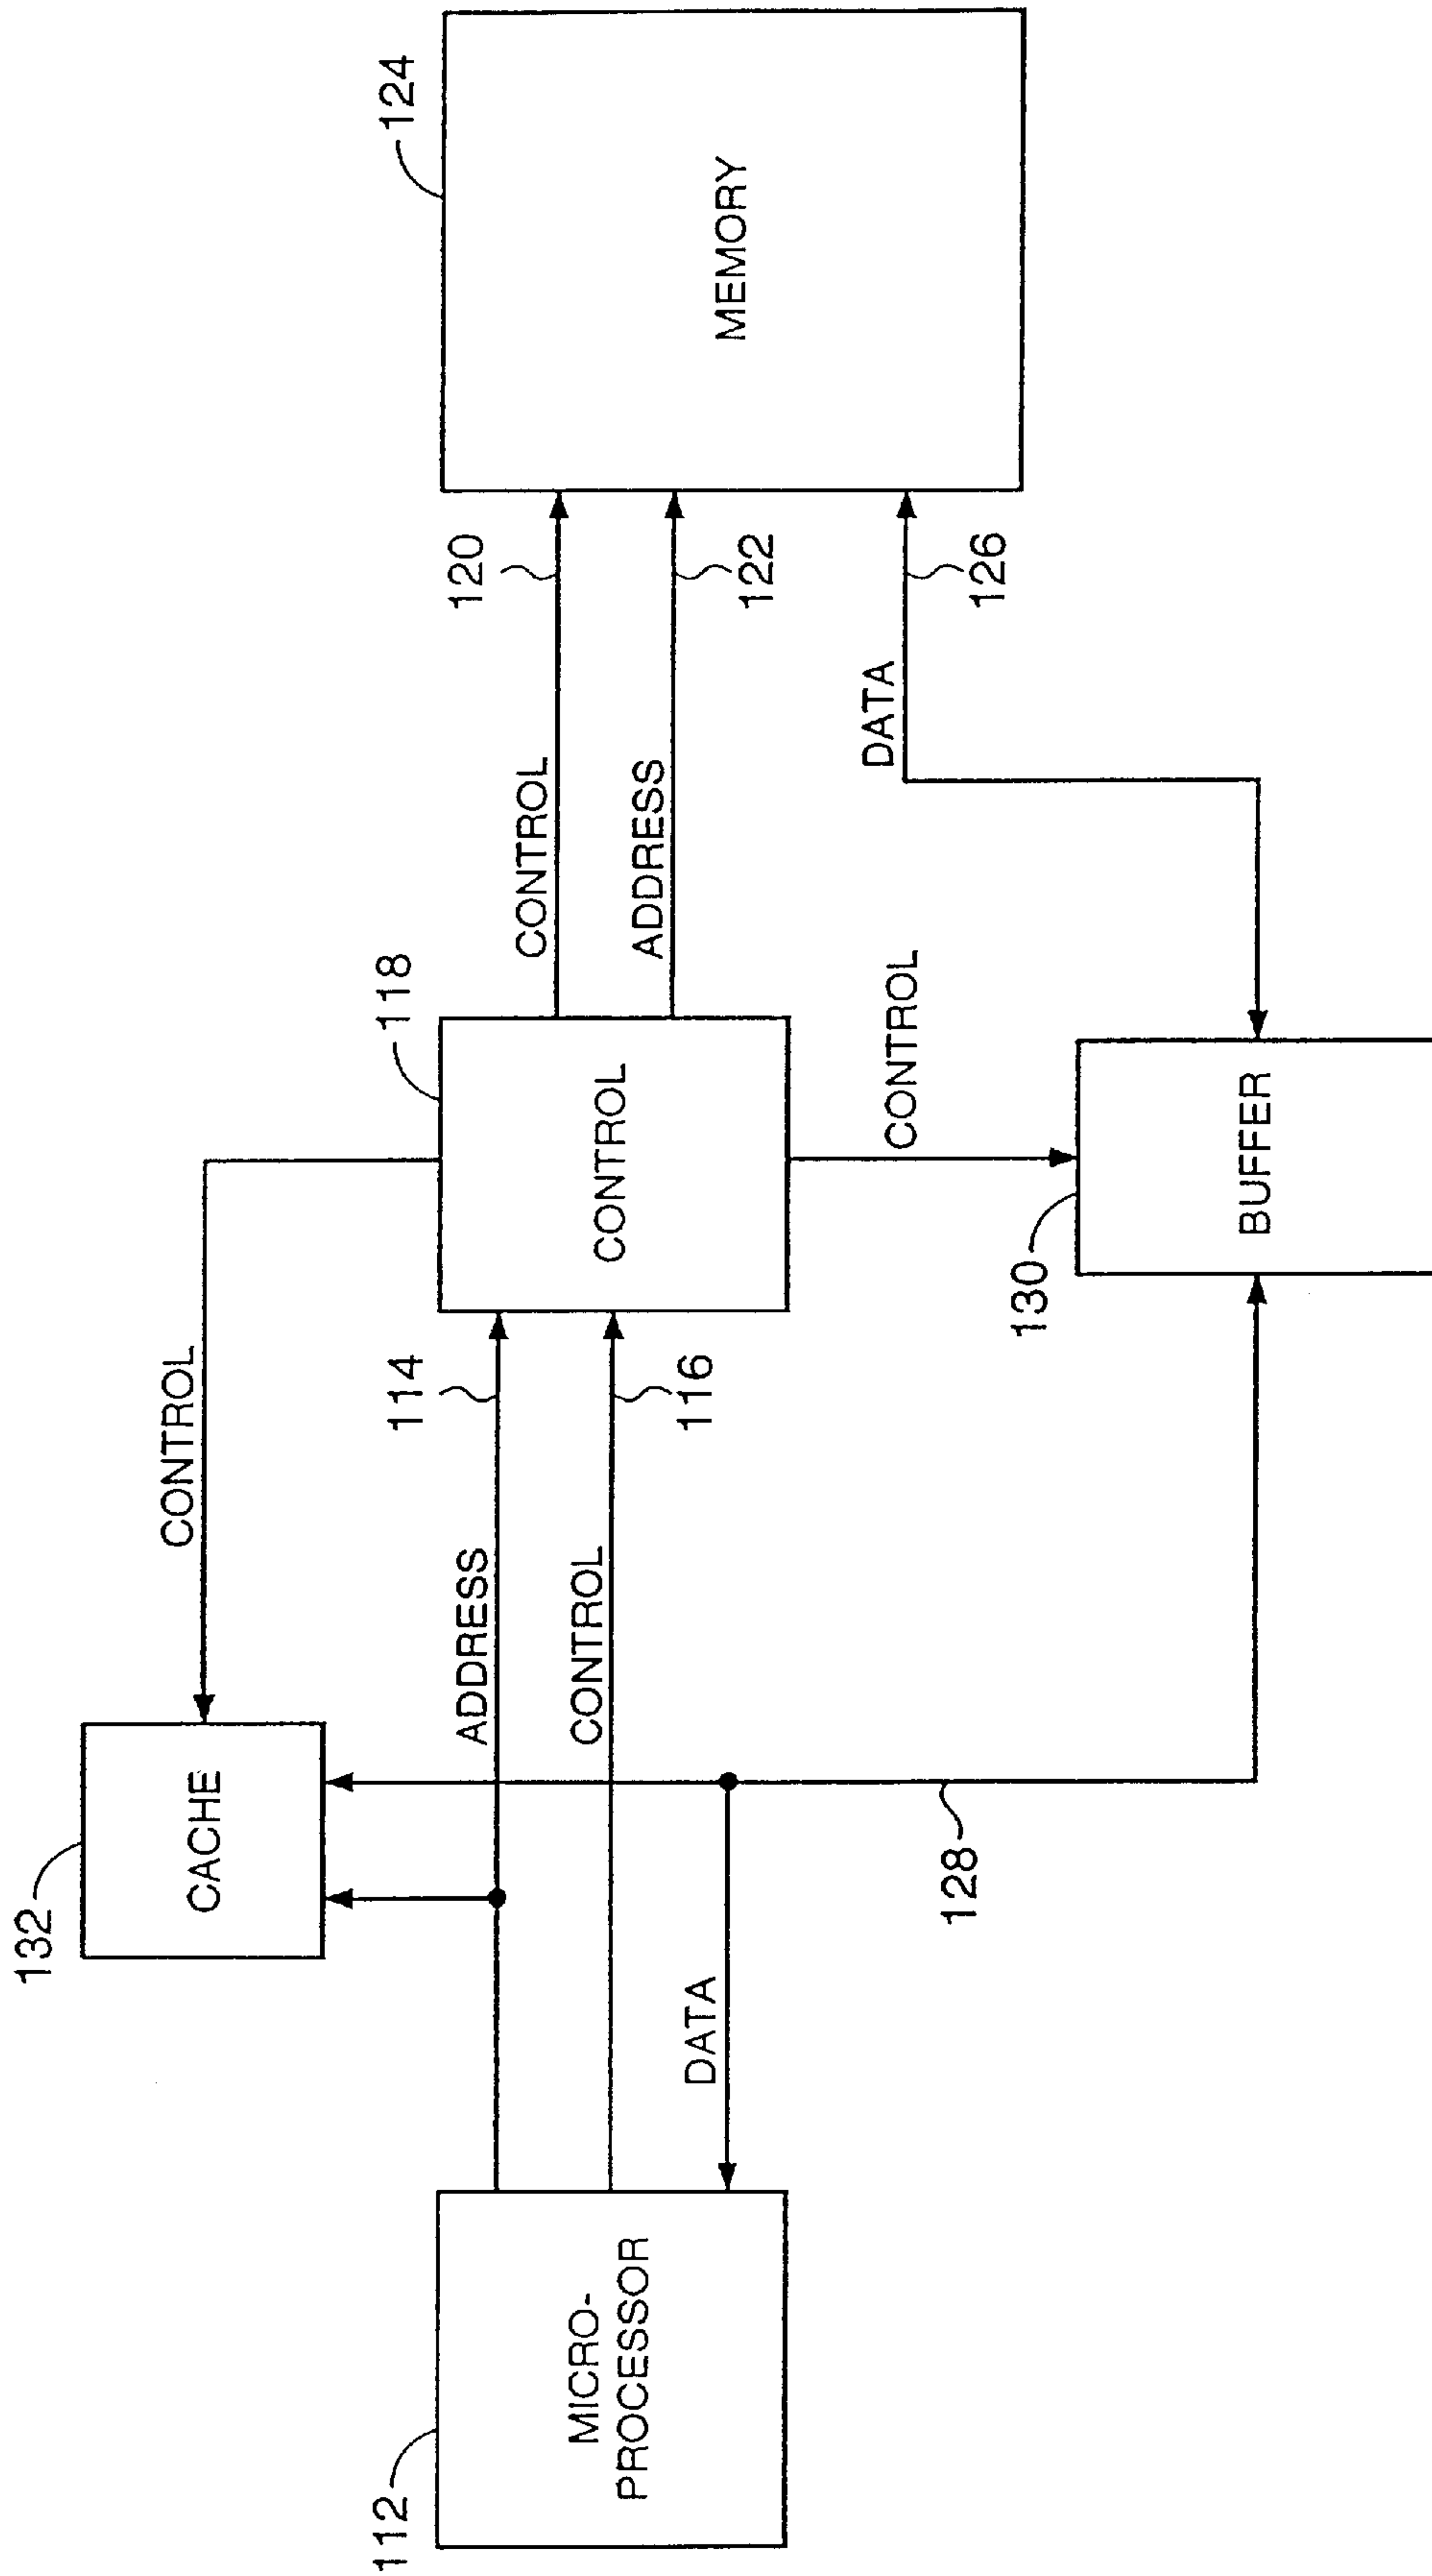 132
CACHE
CONTROL
112
MICRO-
PROCESSOR
ADDRESS
114
CONTROL
116
DATA
128
118
CONTROL
CONTROL
130
BUFFER
CONTROL
120
ADDRESS
122
DATA
126
124
MEMORY